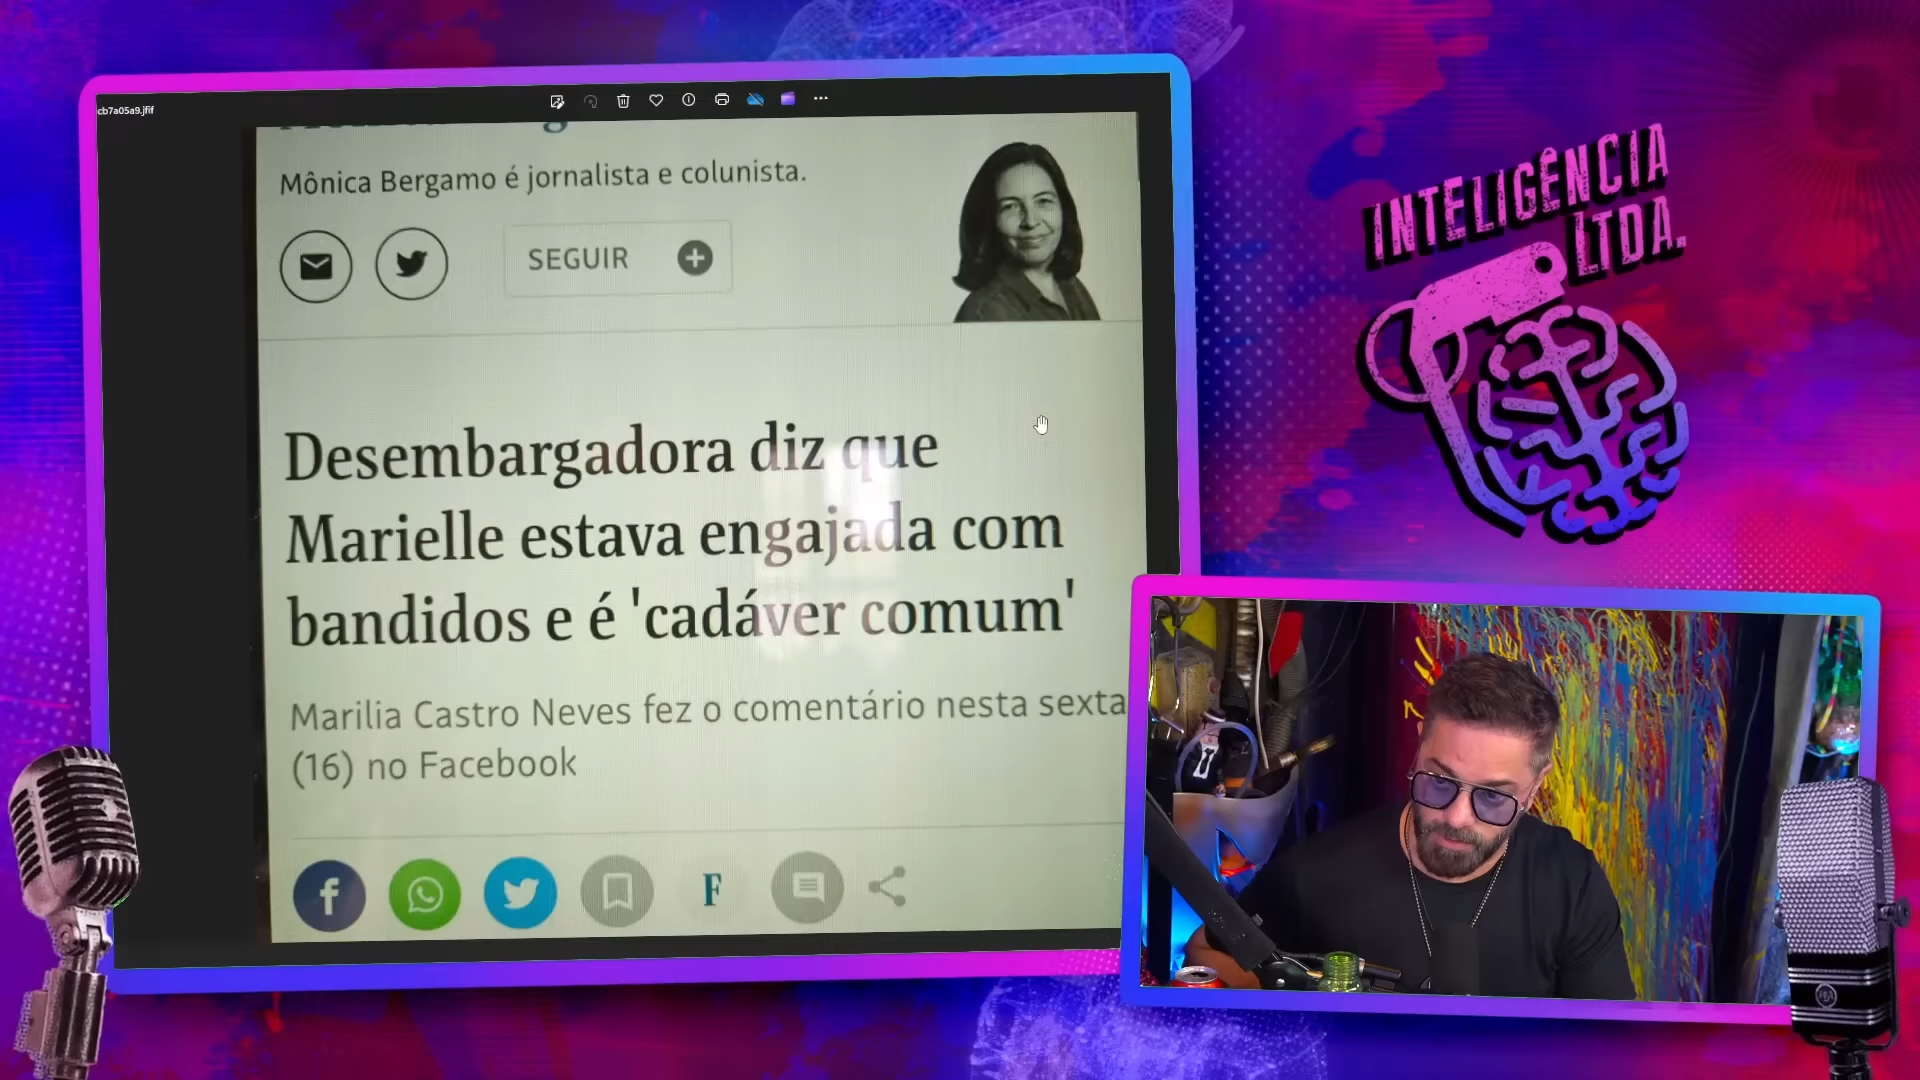 cb7a05a9.jfif
Mônica Bergamo é jornalista e colunista.
SEGUIR
Desembargadora diz que
Marielle estava engajada com
bandidos e é 'cadáver comum'
Marilia Castro Neves fez o comentário nesta sexta
(16) no Facebook
F
INTELIGÊNCIA
LTDA.